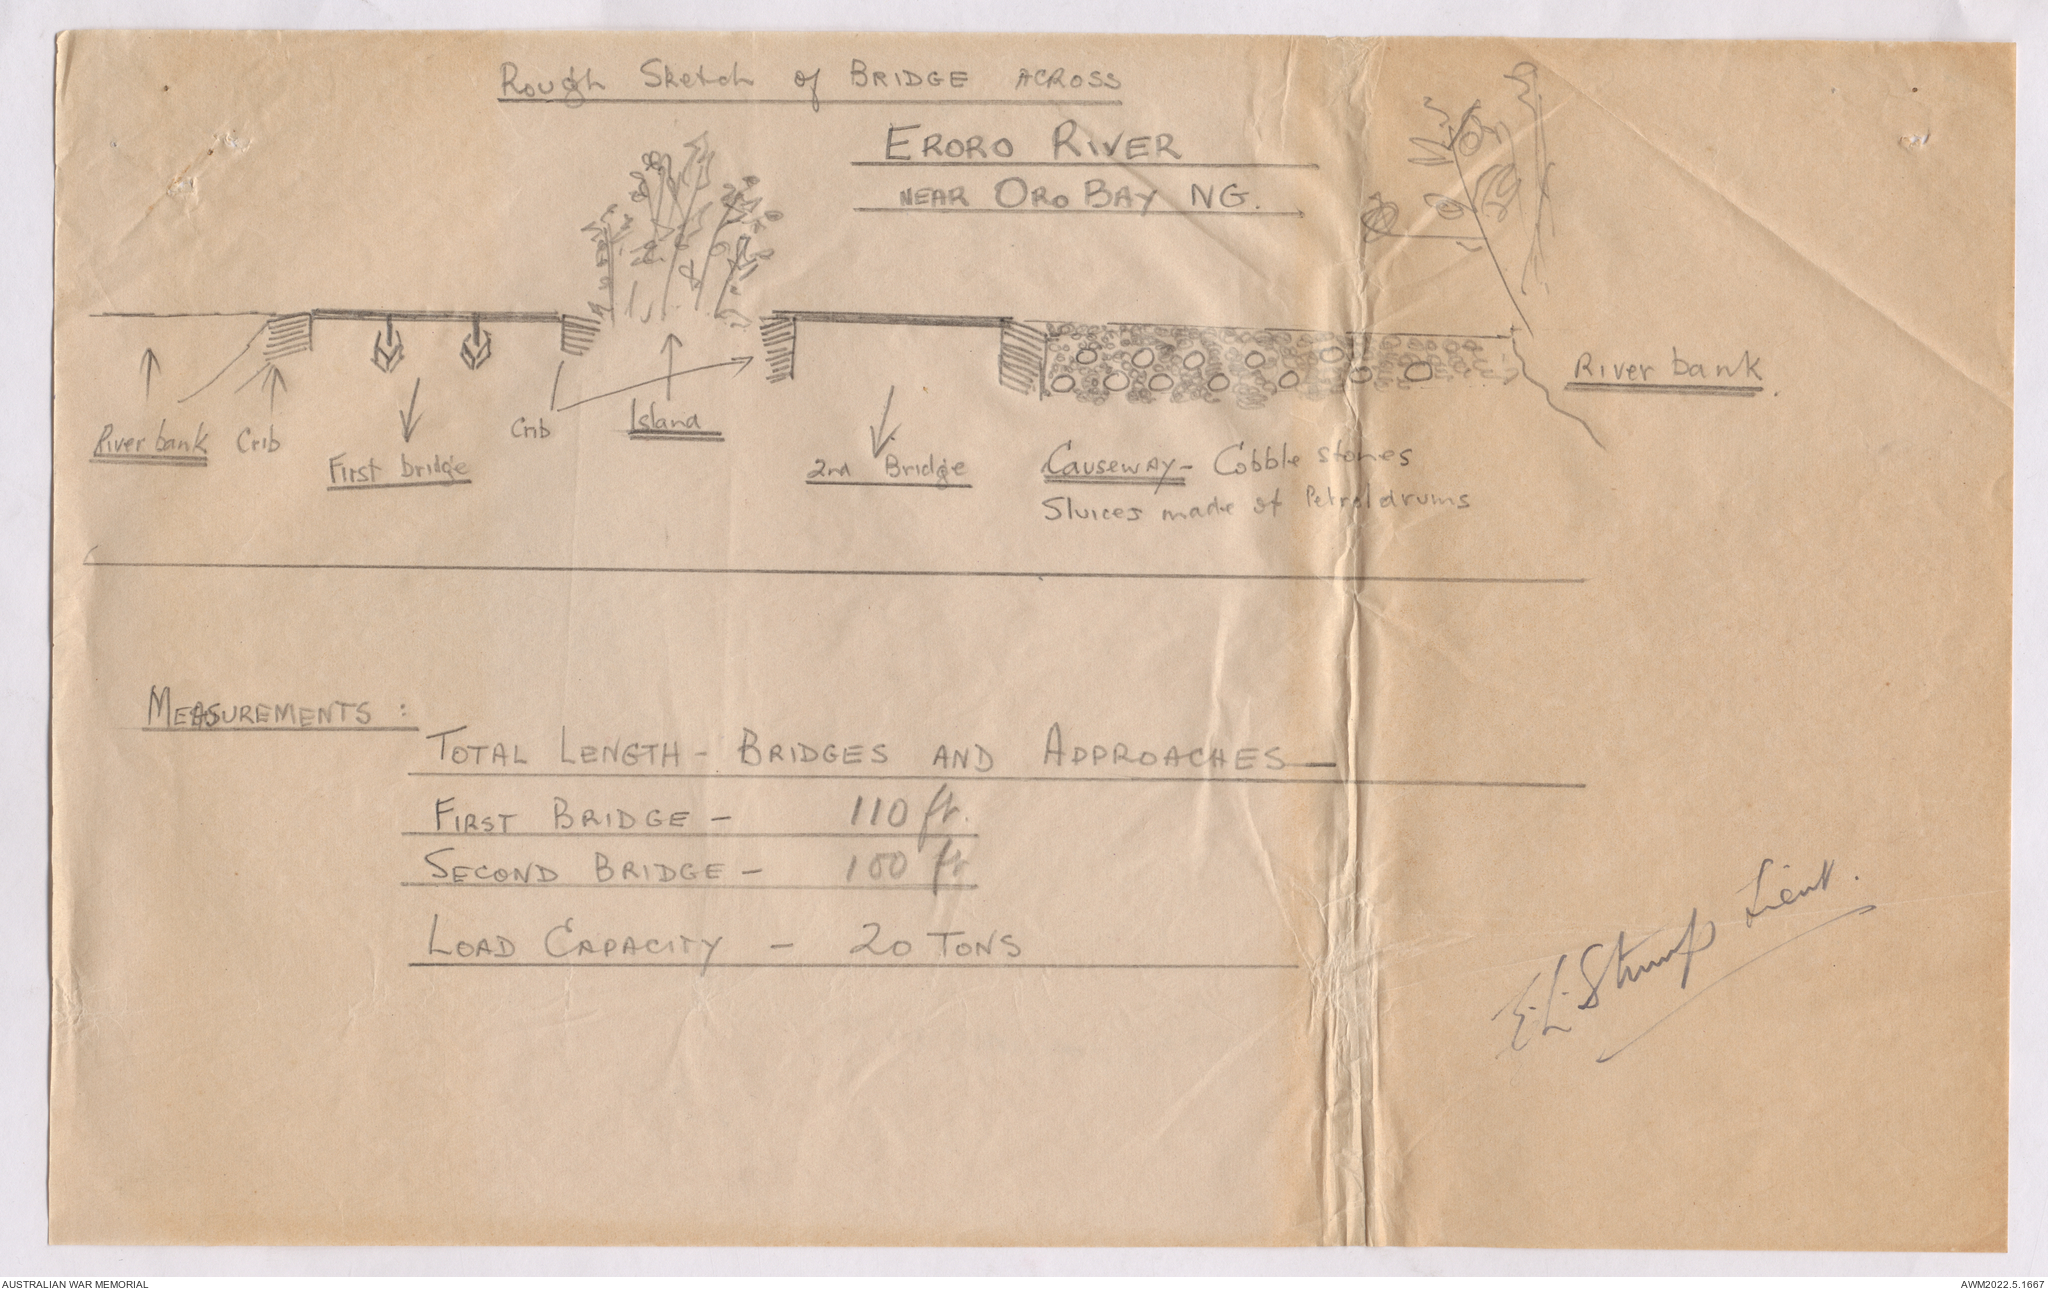 Rough Sketch of BRIDGE ACROSS
ERORO RIVER
NEAR ORO BAY NG.
River bank
Crib
First bridge
Crib
Island
2nd Bridge
CAUSEWAY - Cobble stones
Sluices made of Petrol drums
River bank
MEASUREMENTS :
TOTAL LENGTH - BRIDGES AND APPROACHES —
FIRST BRIDGE - 110 ft.
SECOND BRIDGE - 100 ft
LOAD CAPACITY - 20 TONS
E.L. Stump Lieut.
AUSTRALIAN WAR MEMORIAL
AWM2022.5.1667